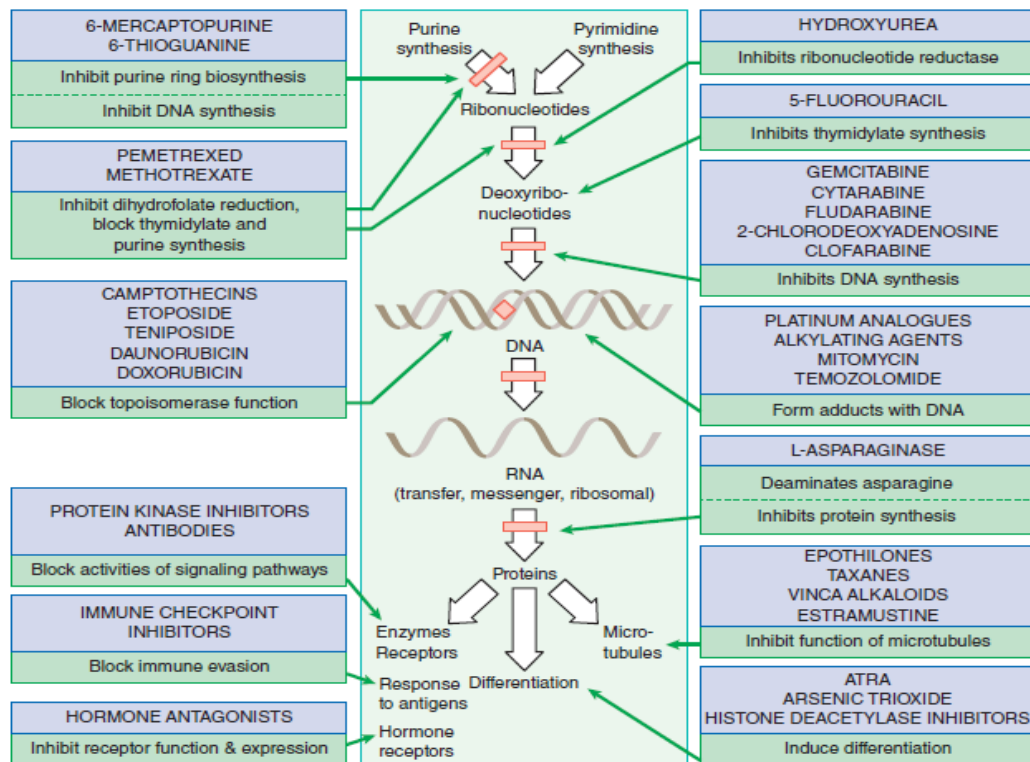 6-MERCAPTOPURINE
6-THIOGUANINE
Inhibit purine ring biosynthesis
Inhibit DNA synthesis
PEMETREXED
METHOTREXATE
Inhibit dihydrofolate reduction,
block thymidylate and
purine synthesis
CAMPTOTHECINS
ETOPOSIDE
TENIPOSIDE
DAUNORUBICIN
DOXORUBICIN
Block topoisomerase function
PROTEIN KINASE INHIBITORS
ANTIBODIES
Block activities of signaling pathways
IMMUNE CHECKPOINT
INHIBITORS
Block immune evasion
HORMONE ANTAGONISTS
Inhibit receptor function & expression
Purine
synthesis
Pyrimidine
synthesis
Ribonucleotides
Deoxyribo-
nucleotides
DNA
RNA
(transfer, messenger, ribosomal)
Proteins
Enzymes
Receptors
Micro-
tubules
Differentiation
Response
to antigens
Hormone
receptors
HYDROXYUREA
Inhibits ribonucleotide reductase
5-FLUOROURACIL
Inhibits thymidylate synthesis
GEMCITABINE
CYTARABINE
FLUDARABINE
2-CHLORODEOXYADENOSINE
CLOFARABINE
Inhibits DNA synthesis
PLATINUM ANALOGUES
ALKYLATING AGENTS
MITOMYCIN
TEMOZOLOMIDE
Form adducts with DNA
L-ASPARAGINASE
Deaminates asparagine
Inhibits protein synthesis
EPOTHILONES
TAXANES
VINCA ALKALOIDS
ESTRAMUSTINE
Inhibit function of microtubules
ATRA
ARSENIC TRIOXIDE
HISTONE DEACETYLASE INHIBITORS
Induce differentiation